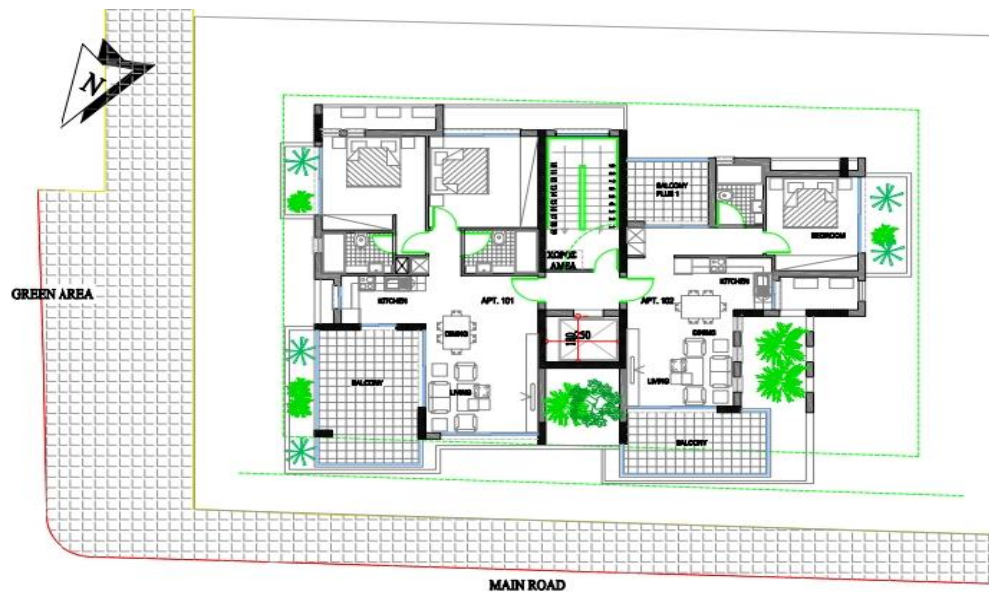 N
BALCONY
PLUS 1
BEDROOM
ΧΩΡΟΣ
ΑΜΕΑ
GREEN AREA
KITCHEN
APT. 101
APT. 102
KITCHEN
DINING
DINING
BALCONY
LIVING
LIVING
BALCONY
MAIN ROAD